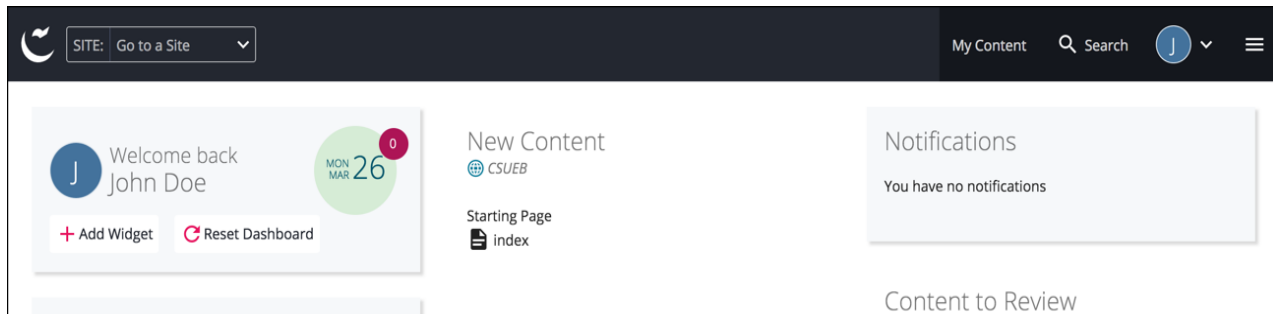 SITE: Go to a Site
My Content
Search
J
J
Welcome back
John Doe
MON
MAR
26
0
Add Widget
Reset Dashboard
New Content
CSUEB
Starting Page
index
Notifications
You have no notifications
Content to Review